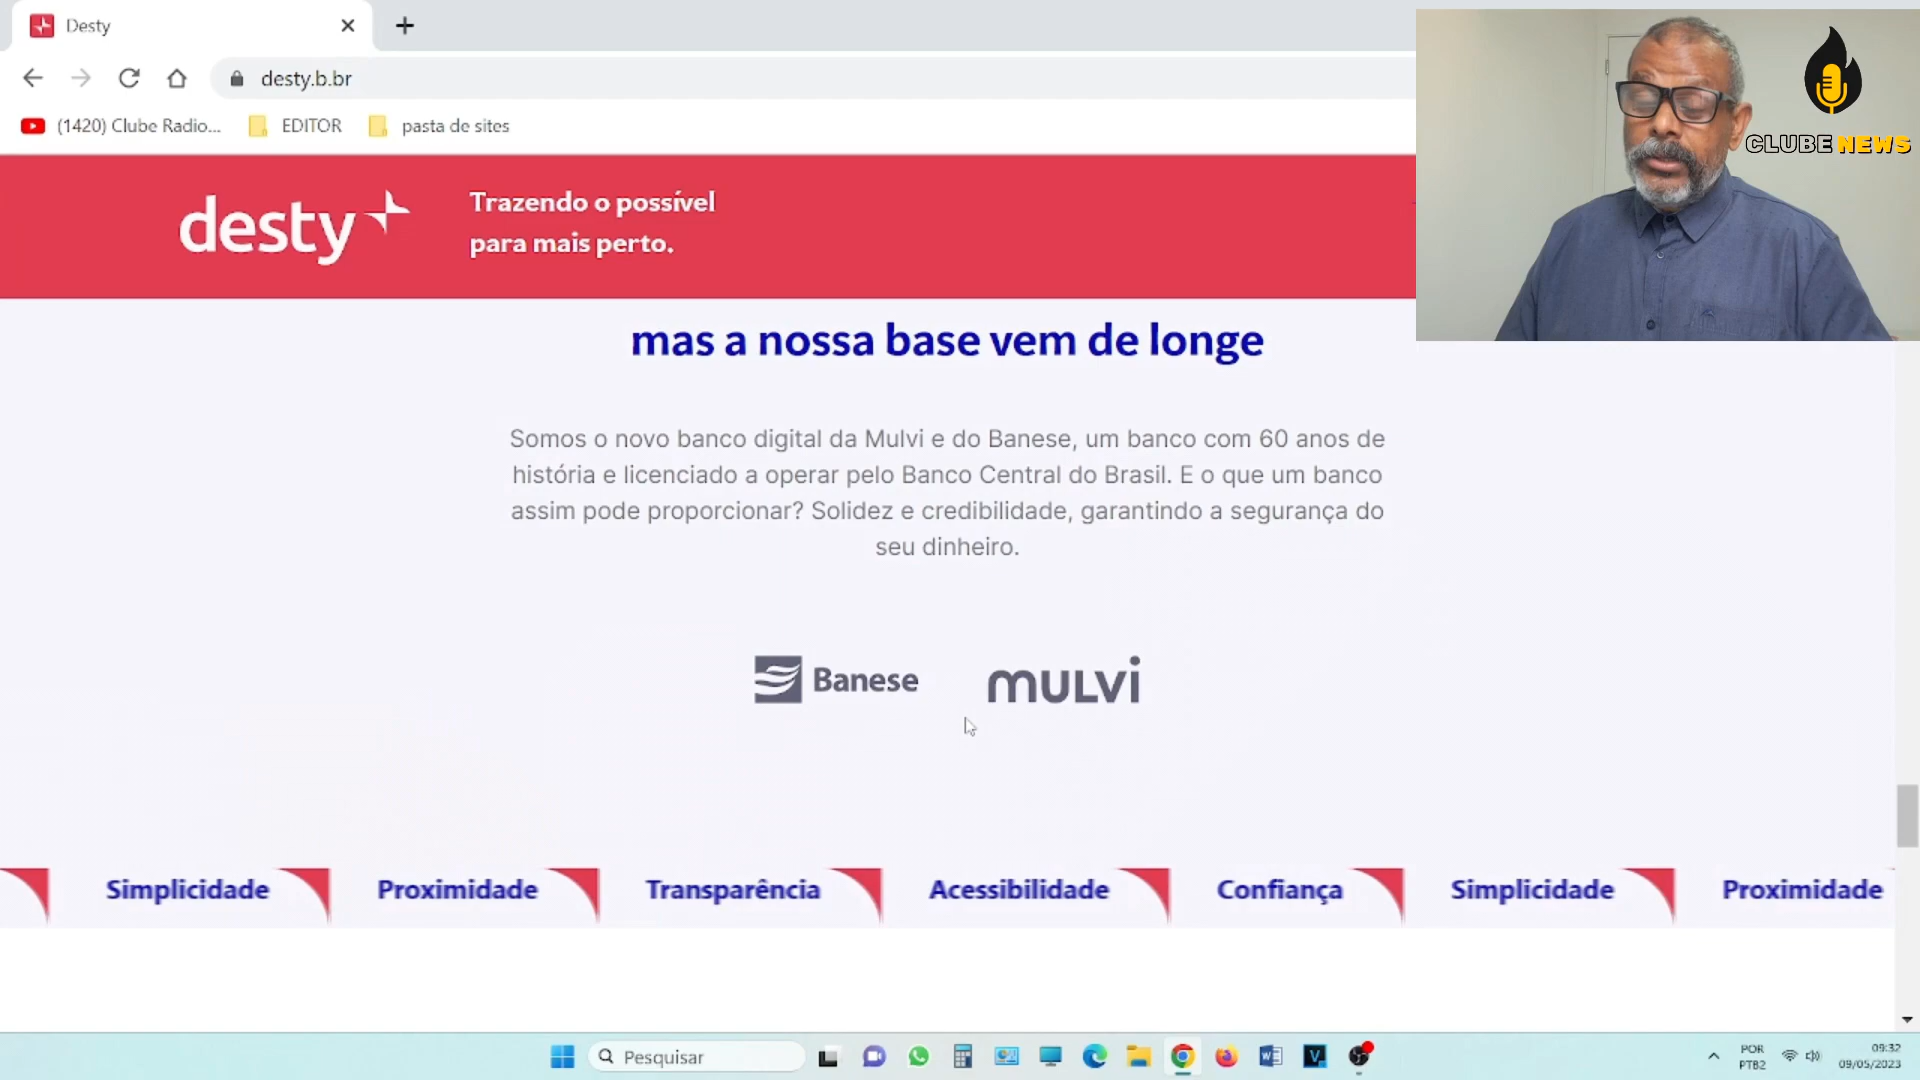 Desty
desty.b.br
(1420) Clube Radio...
EDITOR
pasta de sites
CLUBE NEWS
desty
Trazendo o possível
para mais perto.
mas a nossa base vem de longe
Somos o novo banco digital da Mulvi e do Banese, um banco com 60 anos de
história e licenciado a operar pelo Banco Central do Brasil. E o que um banco
assim pode proporcionar? Solidez e credibilidade, garantindo a segurança do
seu dinheiro.
Banese
mulvi
Simplicidade
Proximidade
Transparência
Acessibilidade
Confiança
Simplicidade
Proximidade
Pesquisar
POR
PTB2
09:32
09/05/2023